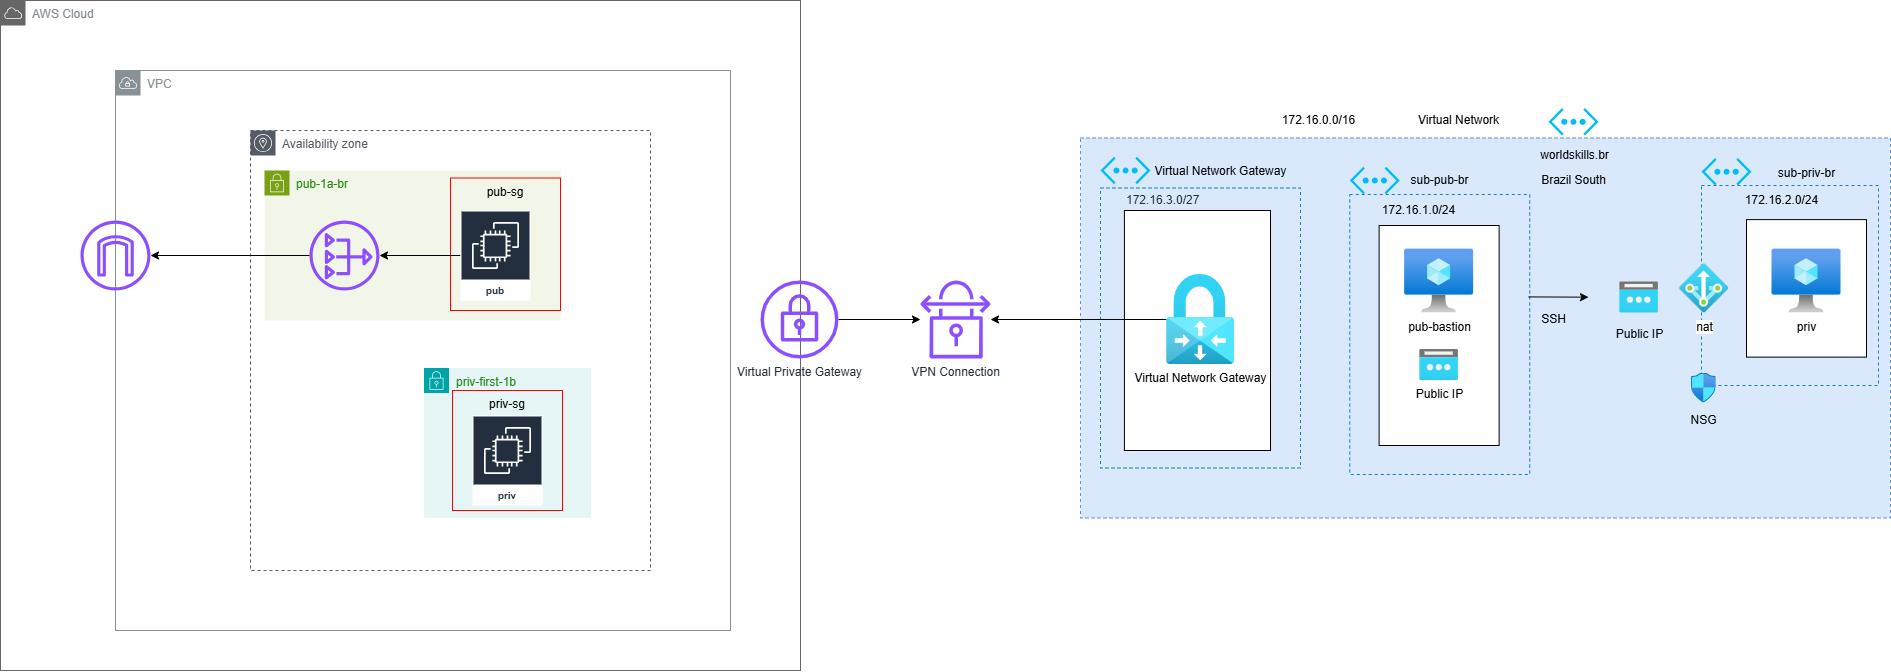 AWS Cloud
VPC
Availability zone
pub-1a-br
pub-sg
pub
priv-first-1b
priv-sg
priv
Virtual Private Gateway
VPN Connection
172.16.0.0/16
Virtual Network
worldskills.br
Brazil South
Virtual Network Gateway
172.16.3.0/27
Virtual Network Gateway
sub-pub-br
172.16.1.0/24
pub-bastion
Public IP
SSH
Public IP
sub-priv-br
172.16.2.0/24
nat
priv
NSG